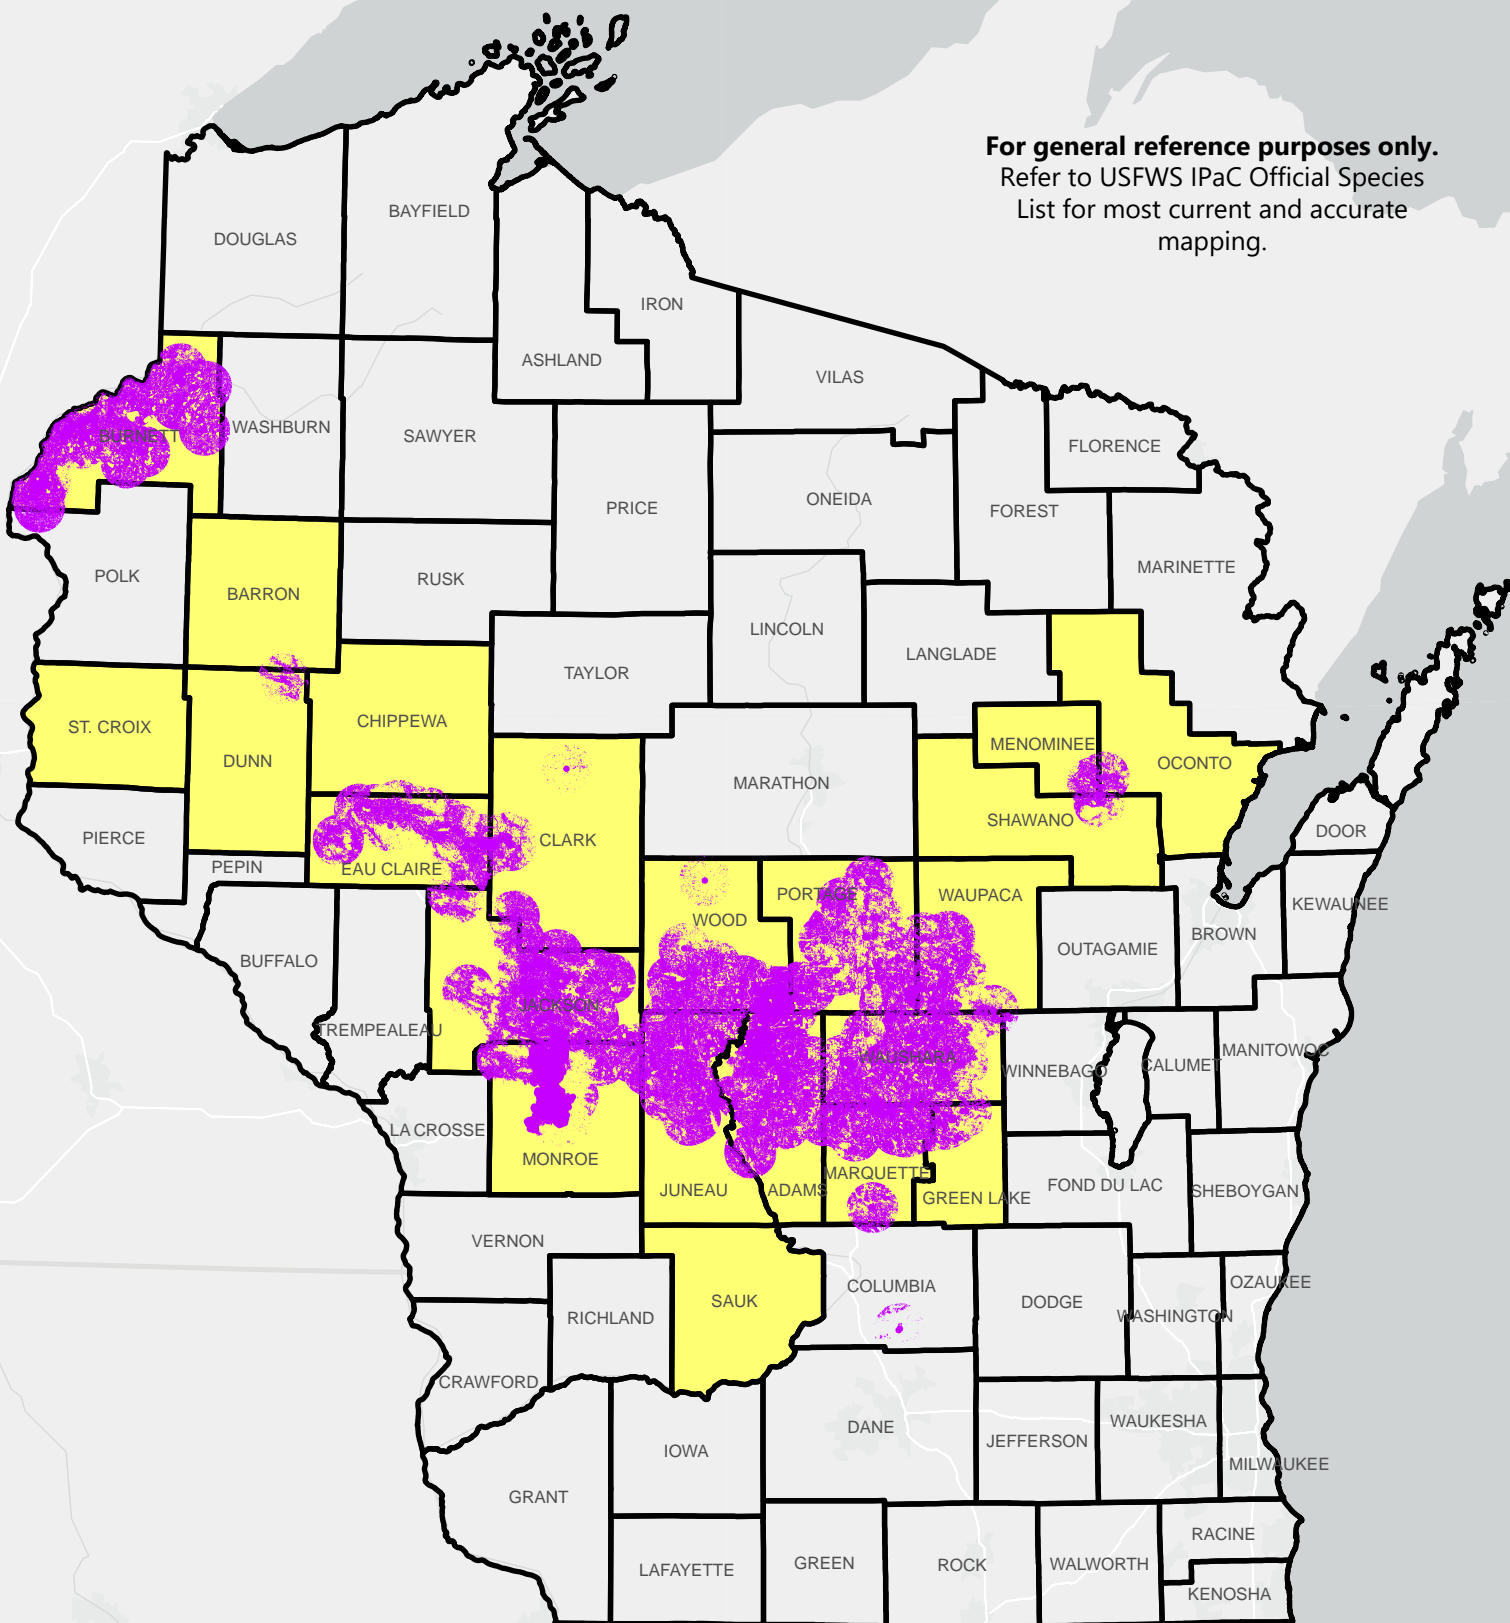 For general reference purposes only.
Refer to USFWS IPaC Official Species
List for most current and accurate
mapping.
BAYFIELD
DOUGLAS
IRON
ASHLAND
VILAS
WASHBURN
BURNETT
SAWYER
FLORENCE
ONEIDA
PRICE
FOREST
MARINETTE
POLK
RUSK
BARRON
LINCOLN
LANGLADE
TAYLOR
CHIPPEWA
ST. CROIX
MENOMINEE
DUNN
OCONTO
MARATHON
SHAWANO
DOOR
PIERCE
CLARK
PEPIN
EAU CLAIRE
PORTAGE
WAUPACA
KEWAUNEE
WOOD
BROWN
OUTAGAMIE
BUFFALO
JACKSON
TREMPEALEAU
MANITOWOC
WAUSHARA
CALUMET
WINNEBAGO
LA CROSSE
MONROE
MARQUETTE
FOND DU LAC
JUNEAU
ADAMS
SHEBOYGAN
GREEN LAKE
VERNON
OZAUKEE
COLUMBIA
SAUK
DODGE
WASHINGTON
RICHLAND
CRAWFORD
WAUKESHA
DANE
JEFFERSON
IOWA
MILWAUKEE
GRANT
RACINE
GREEN
ROCK
WALWORTH
LAFAYETTE
KENOSHA